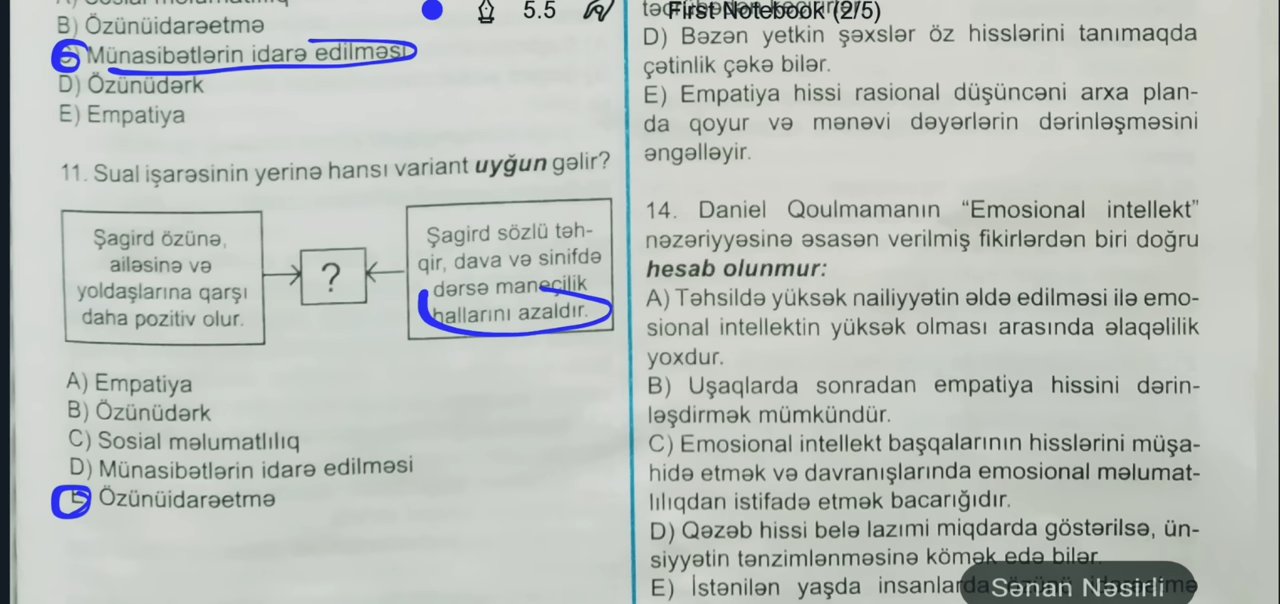 B) Özünüidarəetmə
Münasibətlərin idarə edilməsi
D) Özünüdərk
E) Empatiya
11. Sual işarəsinin yerinə hansı variant uyğun gəlir?
Şagird özünə,
ailəsinə və
yoldaşlarına qarşı
daha pozitiv olur.
?
Şagird sözlü təh-
qir, dava və sinifdə
dərsə maneçilik
hallarını azaldır.
A) Empatiya
B) Özünüdərk
C) Sosial məlumatlılıq
D) Münasibətlərin idarə edilməsi
E) Özünüidarəetmə
5.5
First Notebook (2/5)
D) Bəzən yetkin şəxslər öz hisslərini tanımaqda
çətinlik çəkə bilər.
E) Empatiya hissi rasional düşüncəni arxa plan-
da qoyur və mənəvi dəyərlərin dərinləşməsini
əngəlləyir.
14. Daniel Qoulmamanın “Emosional intellekt”
nəzəriyyəsinə əsasən verilmiş fikirlərdən biri doğru
hesab olunmur:
A) Təhsildə yüksək nailiyyətin əldə edilməsi ilə emo-
sional intellektin yüksək olması arasında əlaqəlilik
yoxdur.
B) Uşaqlarda sonradan empatiya hissini dərin-
ləşdirmək mümkündür.
C) Emosional intellekt başqalarının hisslərini müşa-
hidə etmək və davranışlarında emosional məlumat-
lılıqdan istifadə etmək bacarığıdır.
D) Qəzəb hissi belə lazımi miqdarda göstərilsə, ün-
siyyətin tənzimlənməsinə kömək edə bilər.
E) İstənilən yaşda insanlarda
Sənan Nəsirli